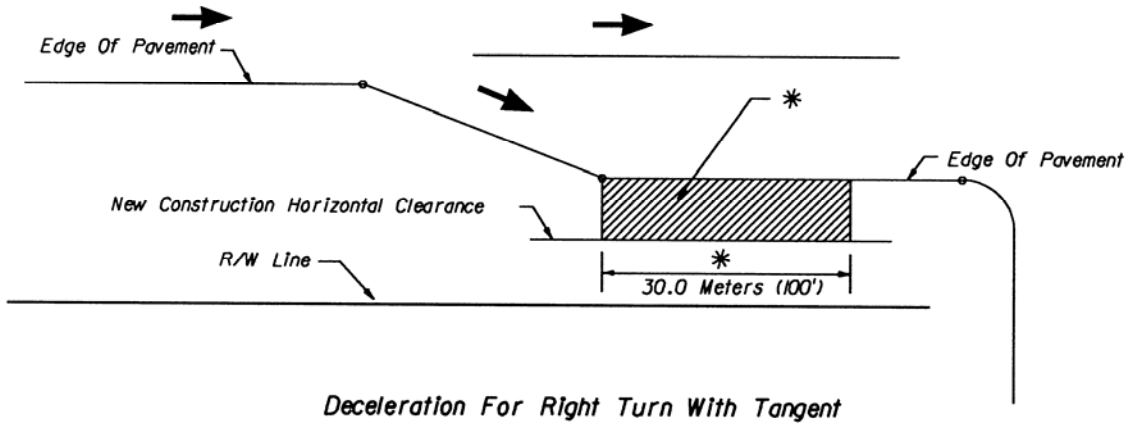 Edge Of Pavement
*
Edge Of Pavement
New Construction Horizontal Clearance
*
R/W Line
30.0 Meters (100')
Deceleration For Right Turn With Tangent